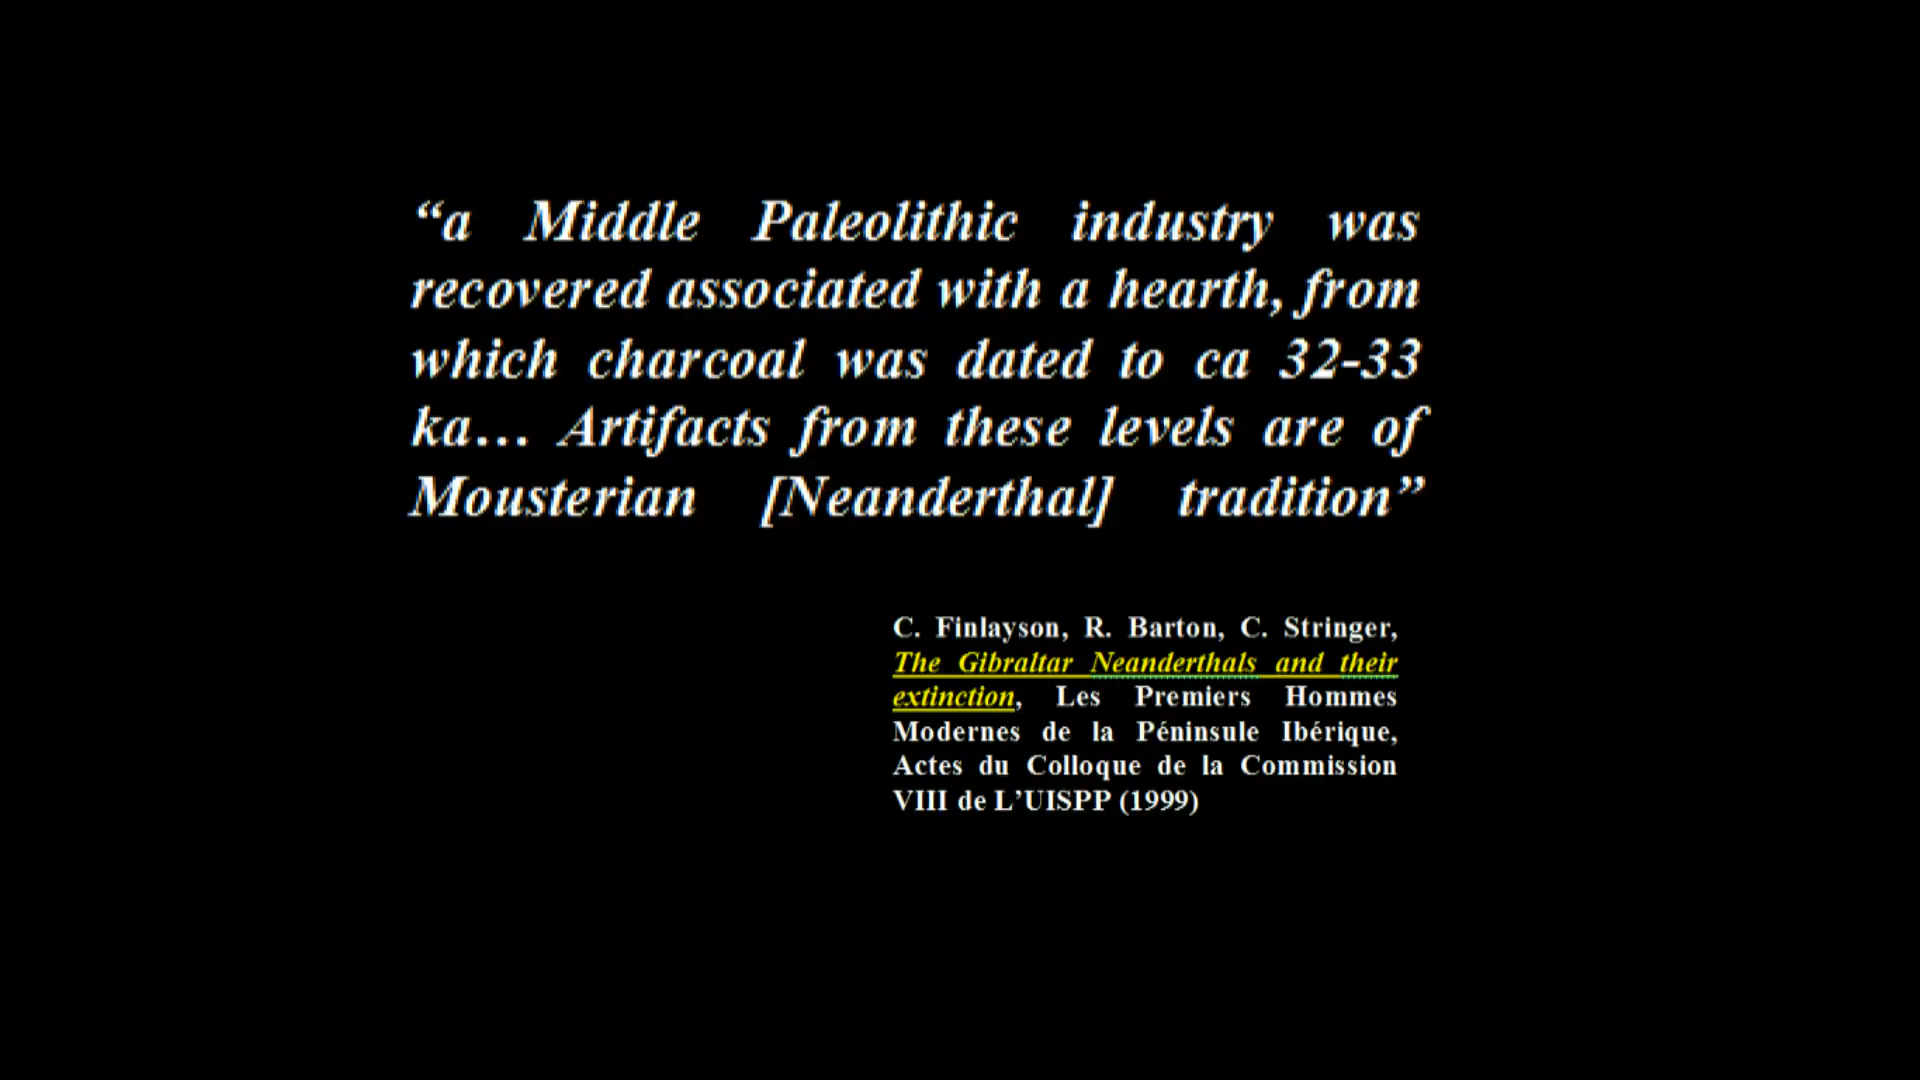 “a Middle Paleolithic industry was
recovered associated with a hearth, from
which charcoal was dated to ca 32-33
ka… Artifacts from these levels are of
Mousterian [Neanderthal] tradition”
C. Finlayson, R. Barton, C. Stringer,
The Gibraltar Neanderthals and their
extinction, Les Premiers Hommes
Modernes de la Péninsule Ibérique,
Actes du Colloque de la Commission
VIII de L’UISPP (1999)